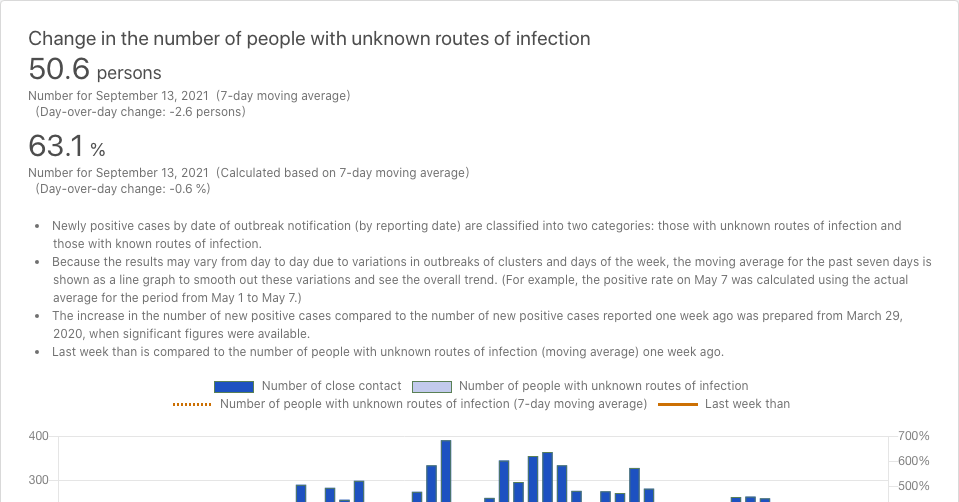 Change in the number of people with unknown routes of infection
50.6 persons
Number for September 13, 2021 (7-day moving average)
(Day-over-day change: -2.6 persons)
63.1 %
Number for September 13, 2021 (Calculated based on 7-day moving average)
(Day-over-day change: -0.6 %)
• Newly positive cases by date of outbreak notification (by reporting date) are classified into two categories: those with unknown routes of infection and
those with known routes of infection.
• Because the results may vary from day to day due to variations in outbreaks of clusters and days of the week, the moving average for the past seven days is
shown as a line graph to smooth out these variations and see the overall trend. (For example, the positive rate on May 7 was calculated using the actual
average for the period from May 1 to May 7.)
• The increase in the number of new positive cases compared to the number of new positive cases reported one week ago was prepared from March 29,
2020, when significant figures were available.
• Last week than is compared to the number of people with unknown routes of infection (moving average) one week ago.
Number of close contact Number of people with unknown routes of infection
Number of people with unknown routes of infection (7-day moving average) Last week than
400 700%
600%
300 500%